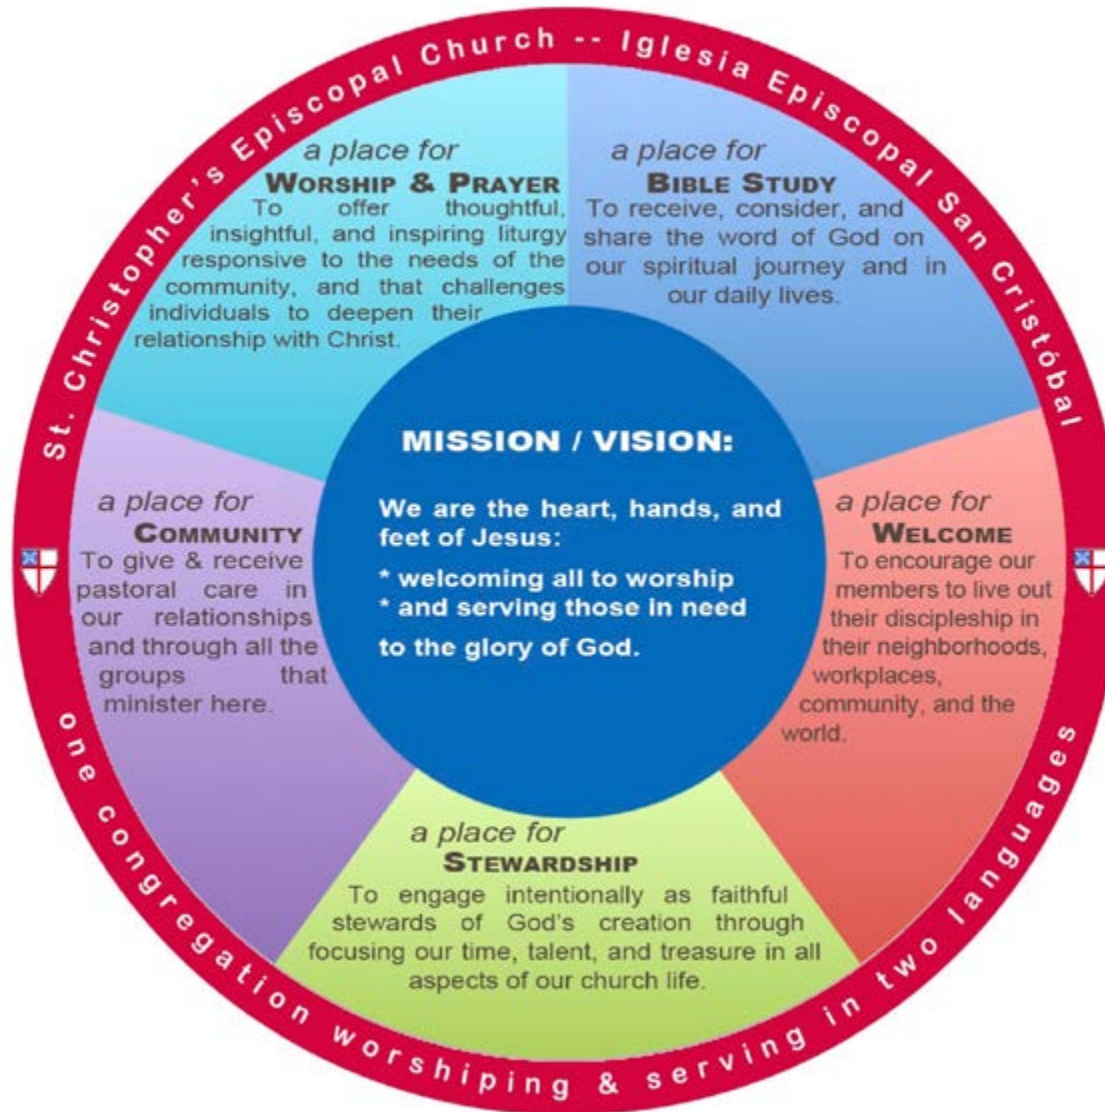 St. Christopher's Episcopal Church -- Iglesia Episcopal San Cristóbal
a place for
WORSHIP & PRAYER
To offer thoughtful,
insightful, and inspiring liturgy
responsive to the needs of the
community, and that challenges
individuals to deepen their
relationship with Christ.
a place for
BIBLE STUDY
To receive, consider, and
share the word of God on
our spiritual journey and in
our daily lives.
MISSION / VISION:
We are the heart, hands, and
feet of Jesus:
* welcoming all to worship
* and serving those in need
to the glory of God.
a place for
COMMUNITY
To give & receive
pastoral care in
our relationships
and through all the
groups that
minister here.
a place for
WELCOME
To encourage our
members to live out
their discipleship in
their neighborhoods,
workplaces,
community, and the
world.
a place for
STEWARDSHIP
To engage intentionally as faithful
stewards of God's creation through
focusing our time, talent, and treasure in all
aspects of our church life.
one congregation worshiping & serving in two languages